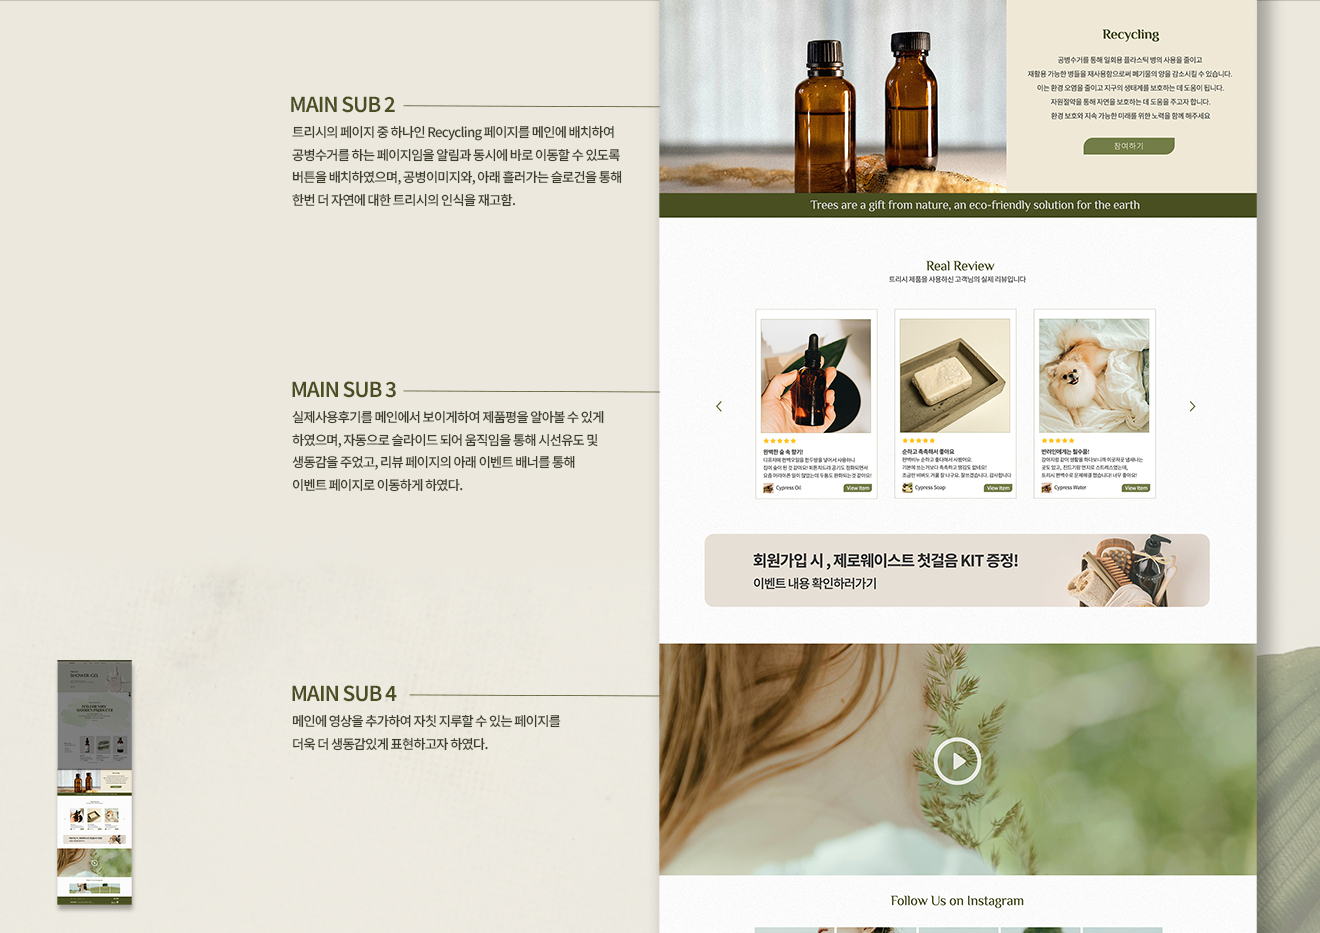 MAIN SUB 2
트리시의 페이지 중 하나인 Recycling 페이지를 메인에 배치하여
공병수거를 하는 페이지임을 알림과 동시에 바로 이동할 수 있도록
버튼을 배치하였으며, 공병이미지와, 아래 흘러가는 슬로건을 통해
한번 더 자연에 대한 트리시의 인식을 재고함.
Recycling
공병수거를 통해 일회용 플라스틱 병의 사용을 줄이고
재활용 가능한 병들을 재사용함으로써 폐기물의 양을 감소시킬 수 있습니다.
이는 환경 오염을 줄이고 지구의 생태계를 보호하는 데 도움이 됩니다.
자원절약을 통해 자연을 보호하는 데 도움을 주고자 합니다.
환경 보호와 지속 가능한 미래를 위한 노력을 함께 해주세요
참여하기
Trees are a gift from nature, an eco-friendly solution for the earth
Real Review
트리시 제품을 사용하신 고객님의 실제 리뷰입니다
MAIN SUB 3
실제사용후기를 메인에서 보이게하여 제품평을 알아볼 수 있게
하였으며, 자동으로 슬라이드 되어 움직임을 통해 시선유도 및
생동감을 주었고, 리뷰 페이지의 아래 이벤트 배너를 통해
이벤트 페이지로 이동하게 하였다.
완벽한 숲 속 향기!
Cypress Oil
View Item
순하고 촉촉해서 좋아요
Cypress Soap
View Item
반려인에게는 필수품!
Cypress Water
View Item
회원가입 시 , 제로웨이스트 첫걸음 KIT 증정!
이벤트 내용 확인하러가기
MAIN SUB 4
메인에 영상을 추가하여 자칫 지루할 수 있는 페이지를
더욱 더 생동감있게 표현하고자 하였다.
Follow Us on Instagram